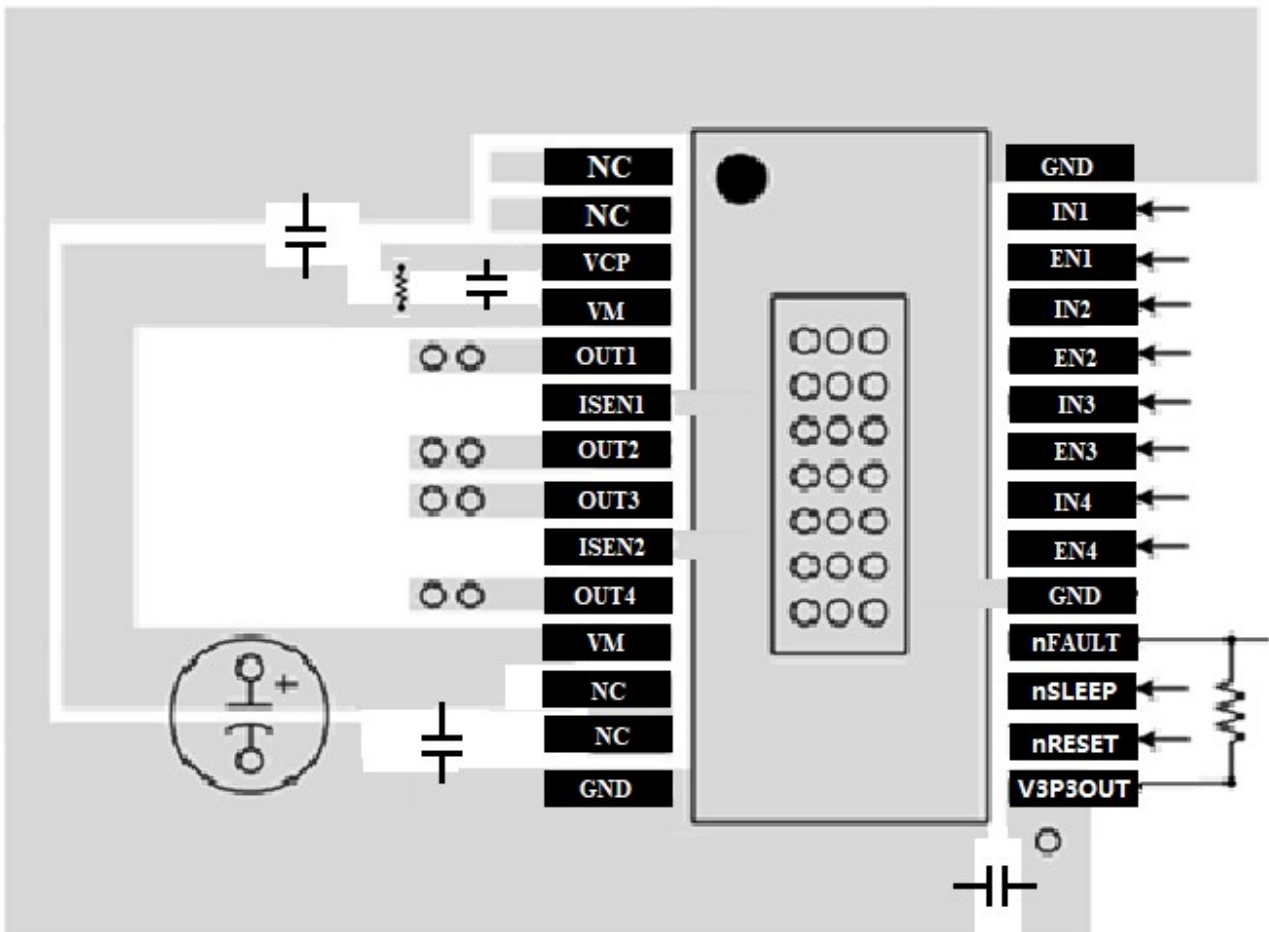 NC
NC
VCP
VM
OUT1
ISEN1
OUT2
OUT3
ISEN2
OUT4
VM
NC
NC
GND
+
GND
IN1
EN1
IN2
EN2
IN3
EN3
IN4
EN4
GND
nFAULT
nSLEEP
nRESET
V3P3OUT